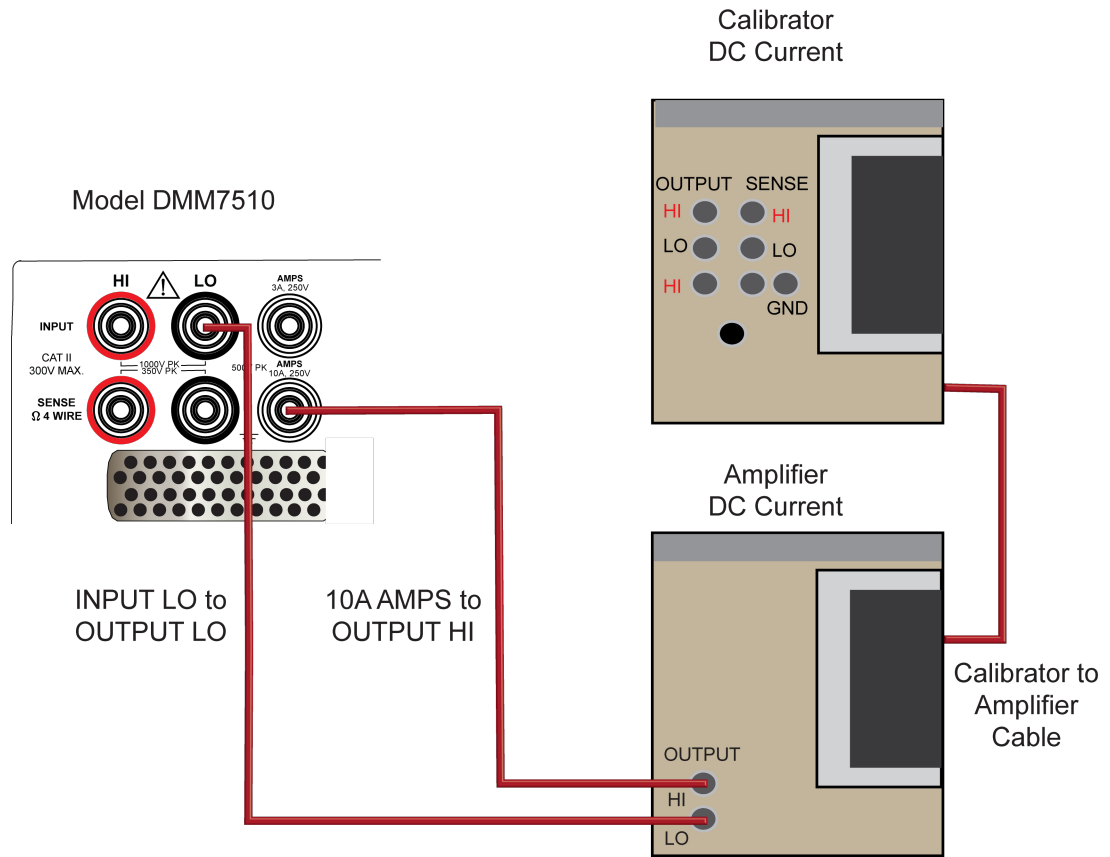 Calibrator
DC Current
OUTPUT SENSE
HI HI
LO LO
HI
GND
Model DMM7510
HI LO
AMPS
3A, 250V
INPUT
CAT II
300V MAX.
1000V PK
350V PK
PK
AMPS
10A, 250V
SENSE
Ω 4 WIRE
Amplifier
DC Current
INPUT LO to
OUTPUT LO
10A AMPS to
OUTPUT HI
Calibrator to
Amplifier
Cable
OUTPUT
HI
LO